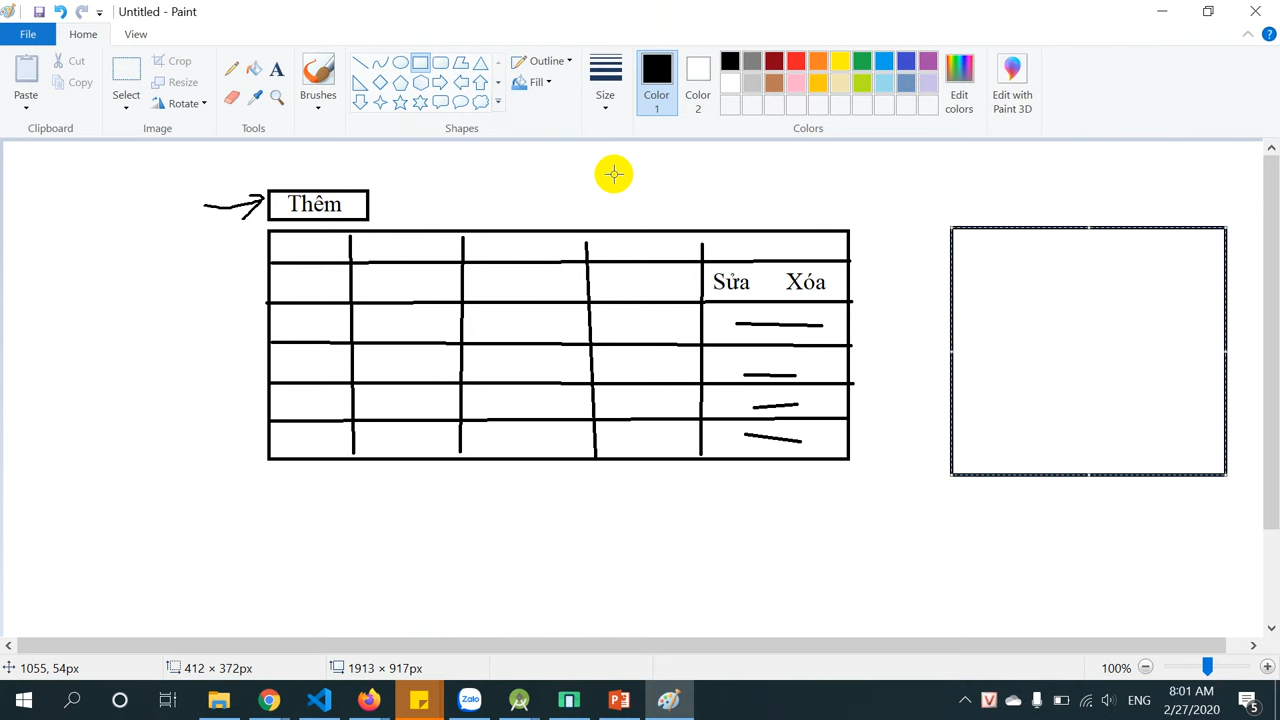 Untitled - Paint
File Home View
Paste
Cut
Copy
Clipboard
Select
Crop
Resize
Rotate
Image
A
Tools
Brushes
Outline
Fill
Shapes
Size
Color 1
Color 2
Edit colors
Edit with Paint 3D
Colors
Thêm
Sửa Xóa
1055, 54px
412 × 372px
1913 × 917px
100%
Zalo
V
ENG
8:01 AM
2/27/2020
5